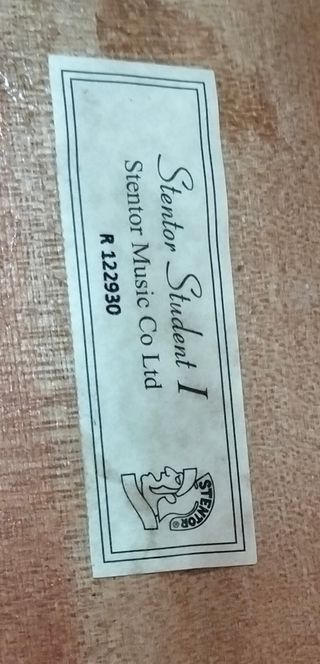 Stentor Student I
Stentor Music Co Ltd
R 122930
STENTOR®